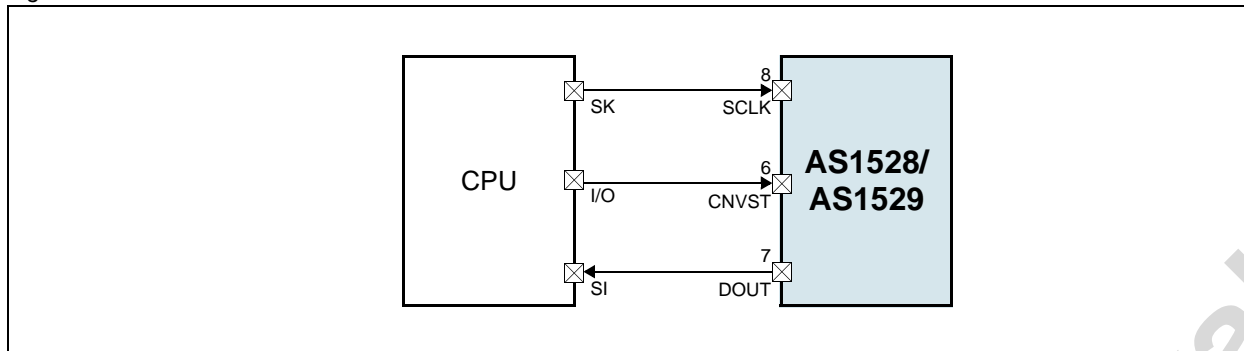 8
SK SCLK
CPU
6
I/O CNVST
AS1528/
AS1529
7
SI DOUT